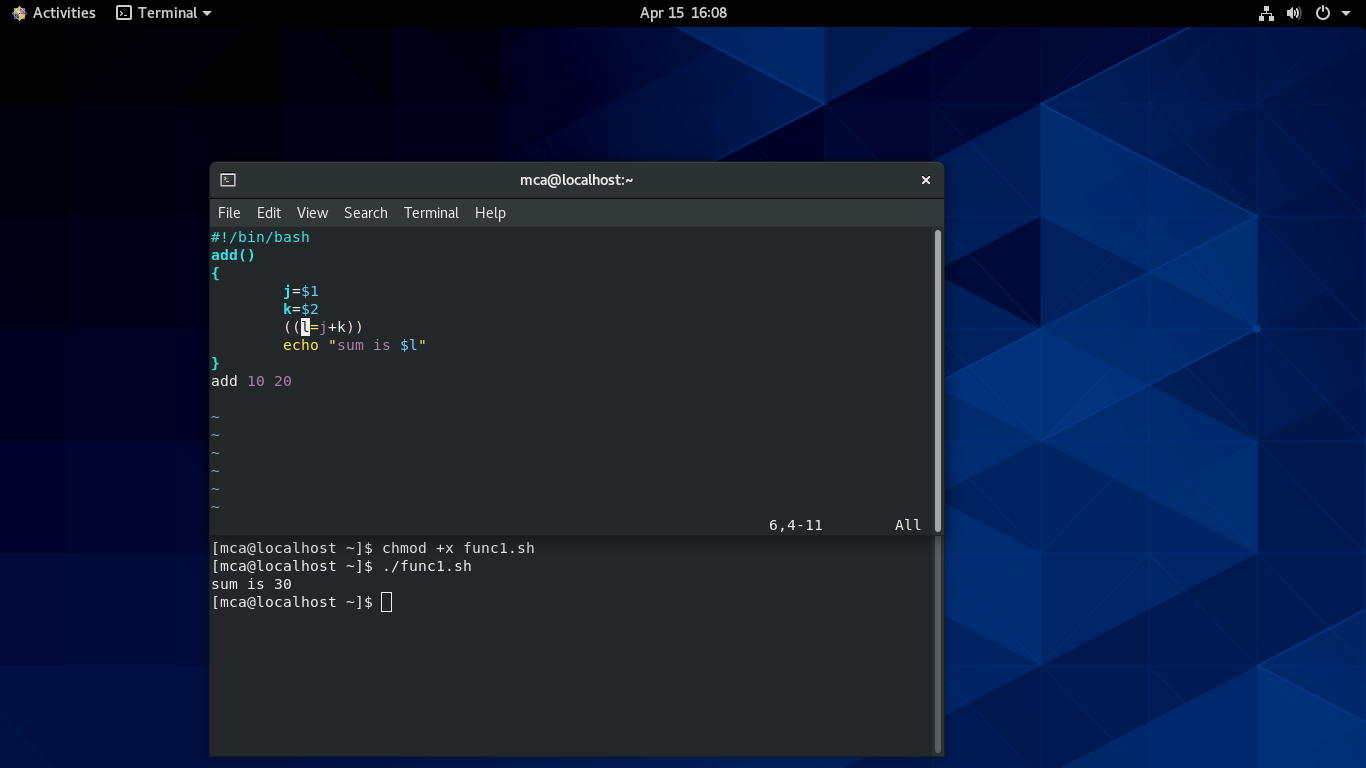 Activities Terminal Apr 15 16:08
mca@localhost:~
File Edit View Search Terminal Help
#!/bin/bash
add()
{
        j=$1
        k=$2
        ((l=j+k))
        echo "sum is $l"
}
add 10 20
~
~
~
~
~
~
6,4-11 All
[mca@localhost ~]$ chmod +x func1.sh
[mca@localhost ~]$ ./func1.sh
sum is 30
[mca@localhost ~]$